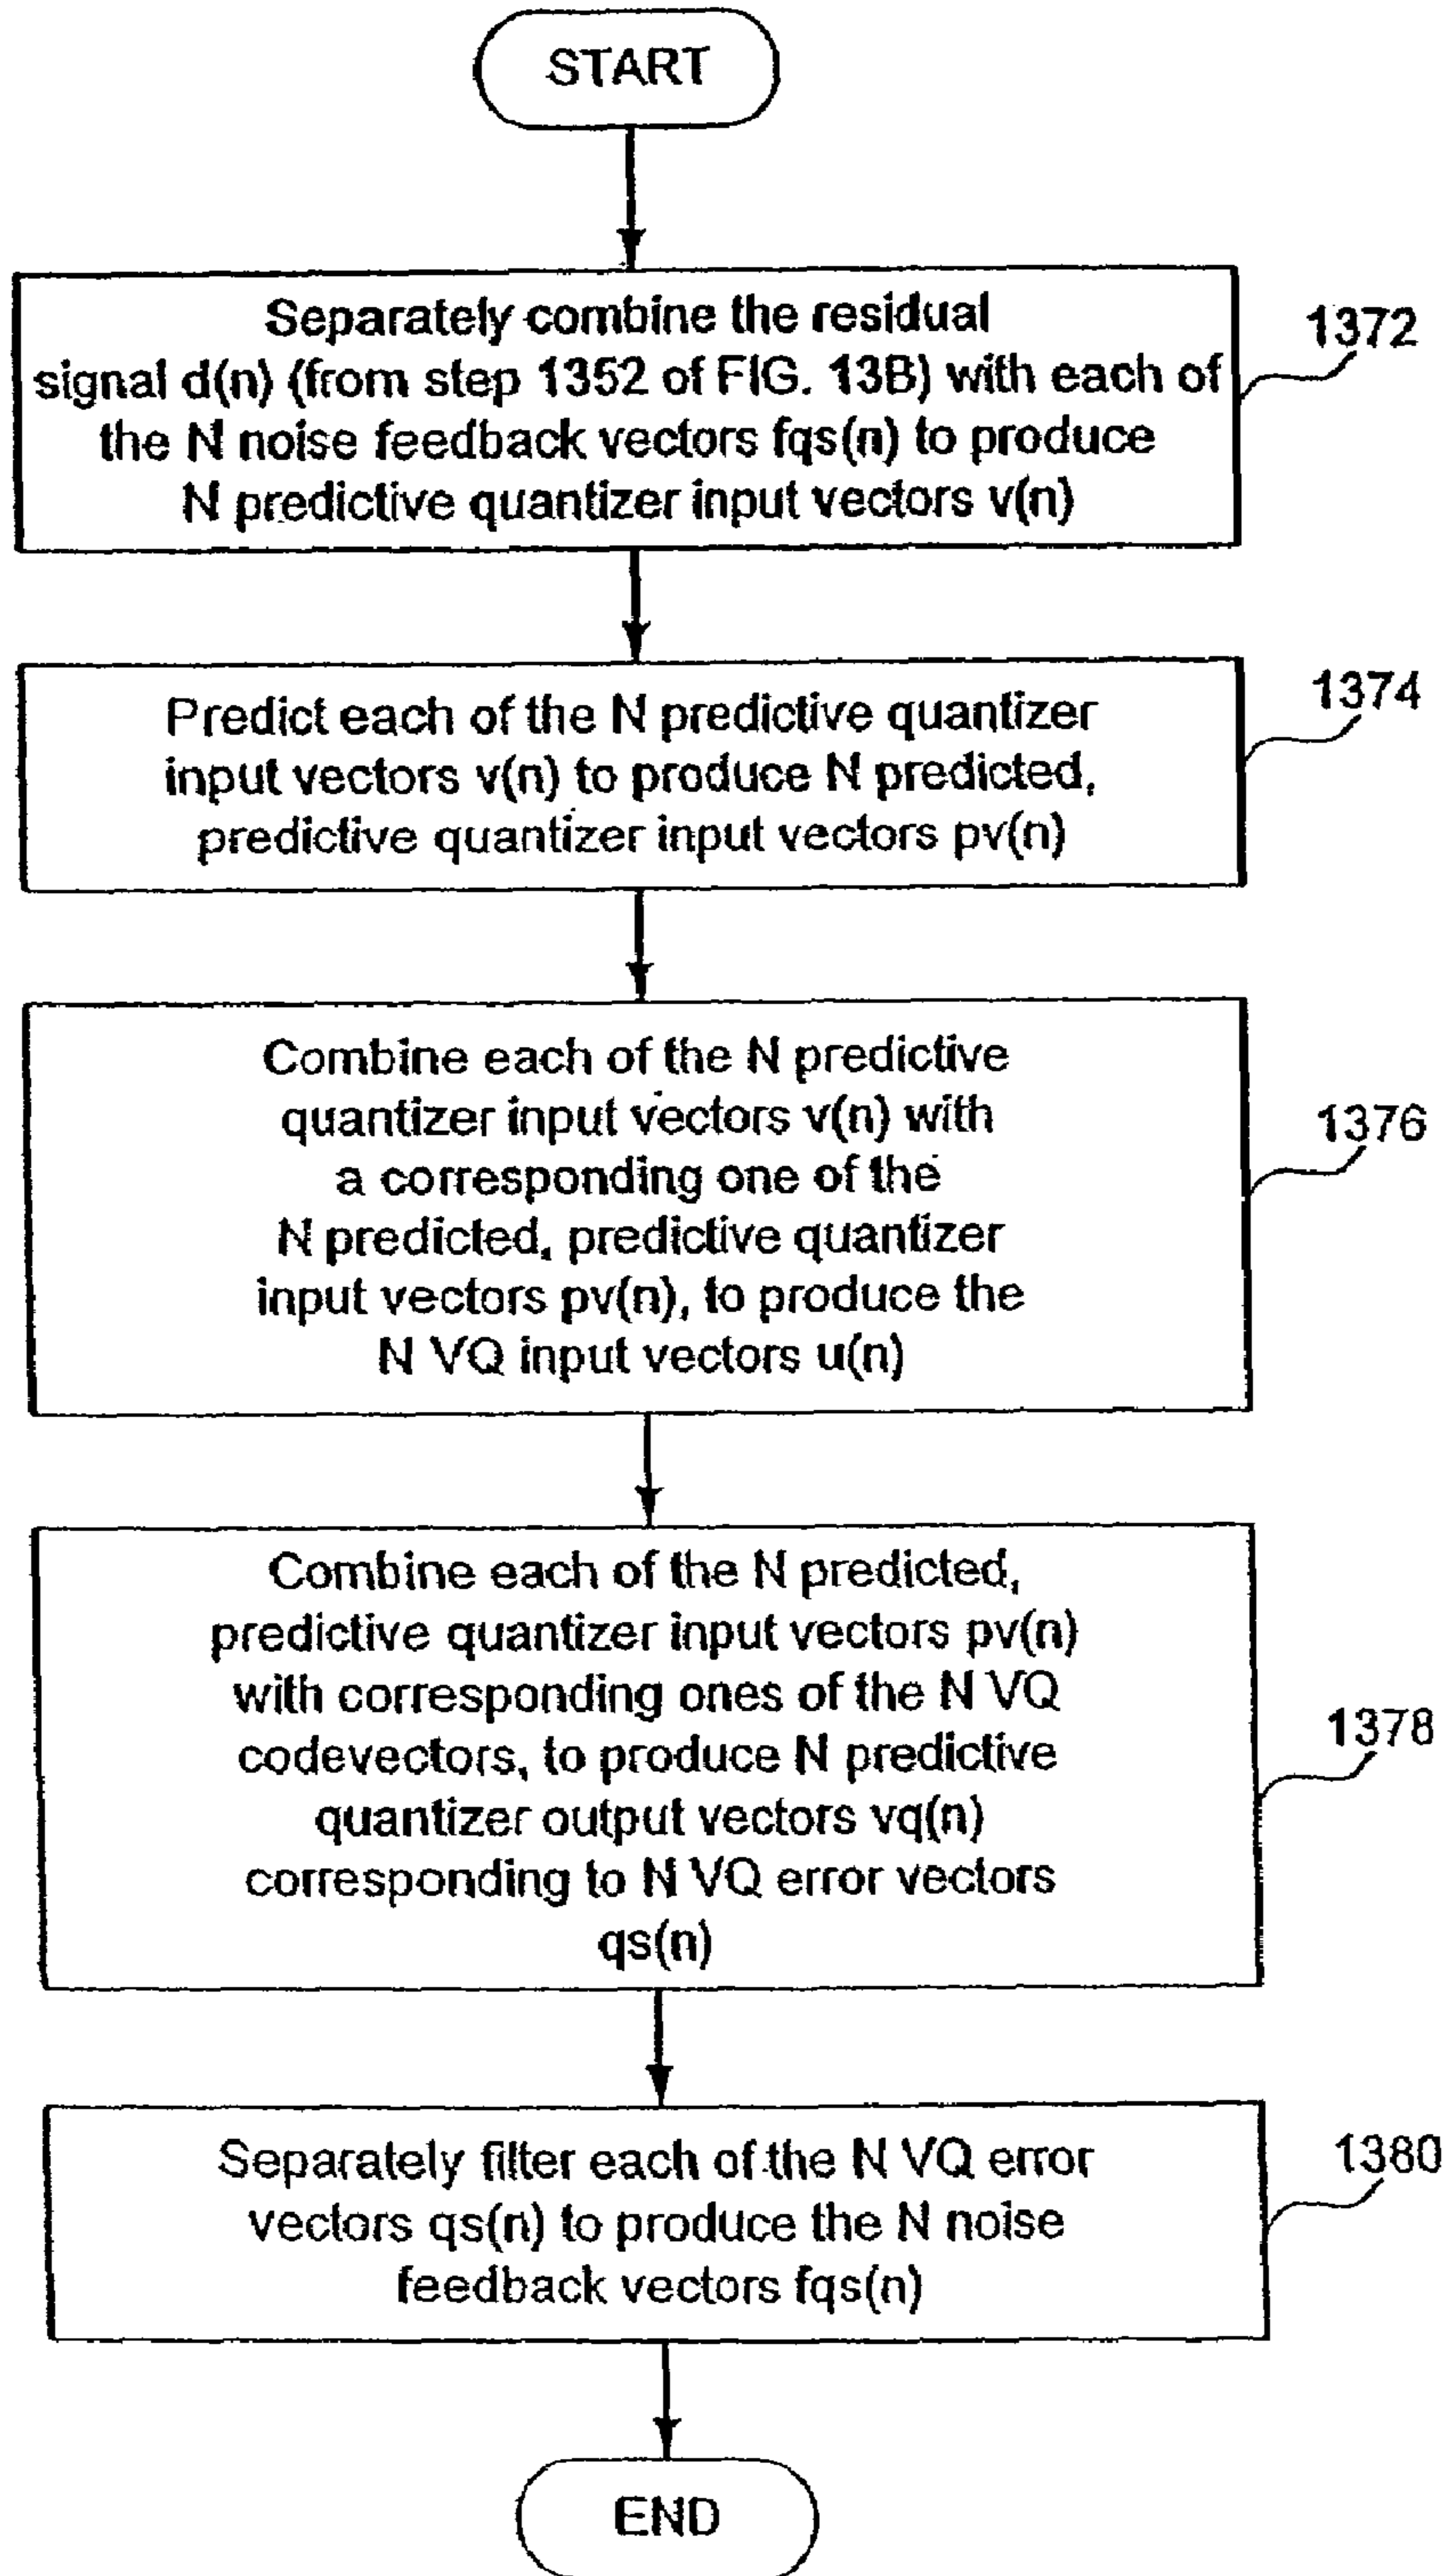 START
Separately combine the residual
signal d(n) (from step 1352 of FIG. 13B) with each of
the N noise feedback vectors fqs(n) to produce
N predictive quantizer input vectors v(n)
1372
Predict each of the N predictive quantizer
input vectors v(n) to produce N predicted,
predictive quantizer input vectors pv(n)
1374
Combine each of the N predictive
quantizer input vectors v(n) with
a corresponding one of the
N predicted, predictive quantizer
input vectors pv(n), to produce the
N VQ input vectors u(n)
1376
Combine each of the N predicted,
predictive quantizer input vectors pv(n)
with corresponding ones of the N VQ
codevectors, to produce N predictive
quantizer output vectors vq(n)
corresponding to N VQ error vectors
qs(n)
1378
Separately filter each of the N VQ error
vectors qs(n) to produce the N noise
feedback vectors fqs(n)
1380
END